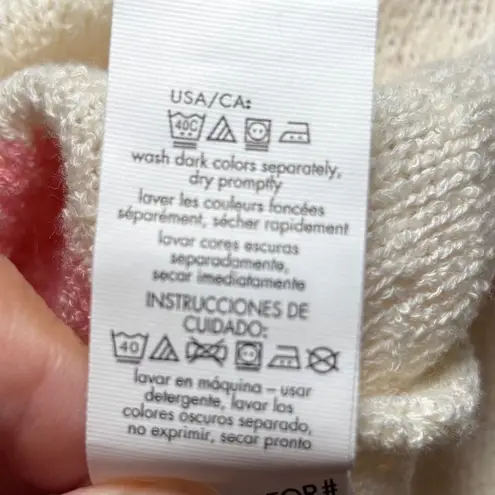 USA/CA:
40C
wash dark colors separately,
dry promptly
laver les couleurs foncées
séparément, sécher rapidement
lavar cores escuras
separadamente,
secar imediatamente
INSTRUCCIONES DE
CUIDADO:
40
lavar en máquina – usar
detergente, lavar los
colores oscuros separado,
no exprimir, secar pronto